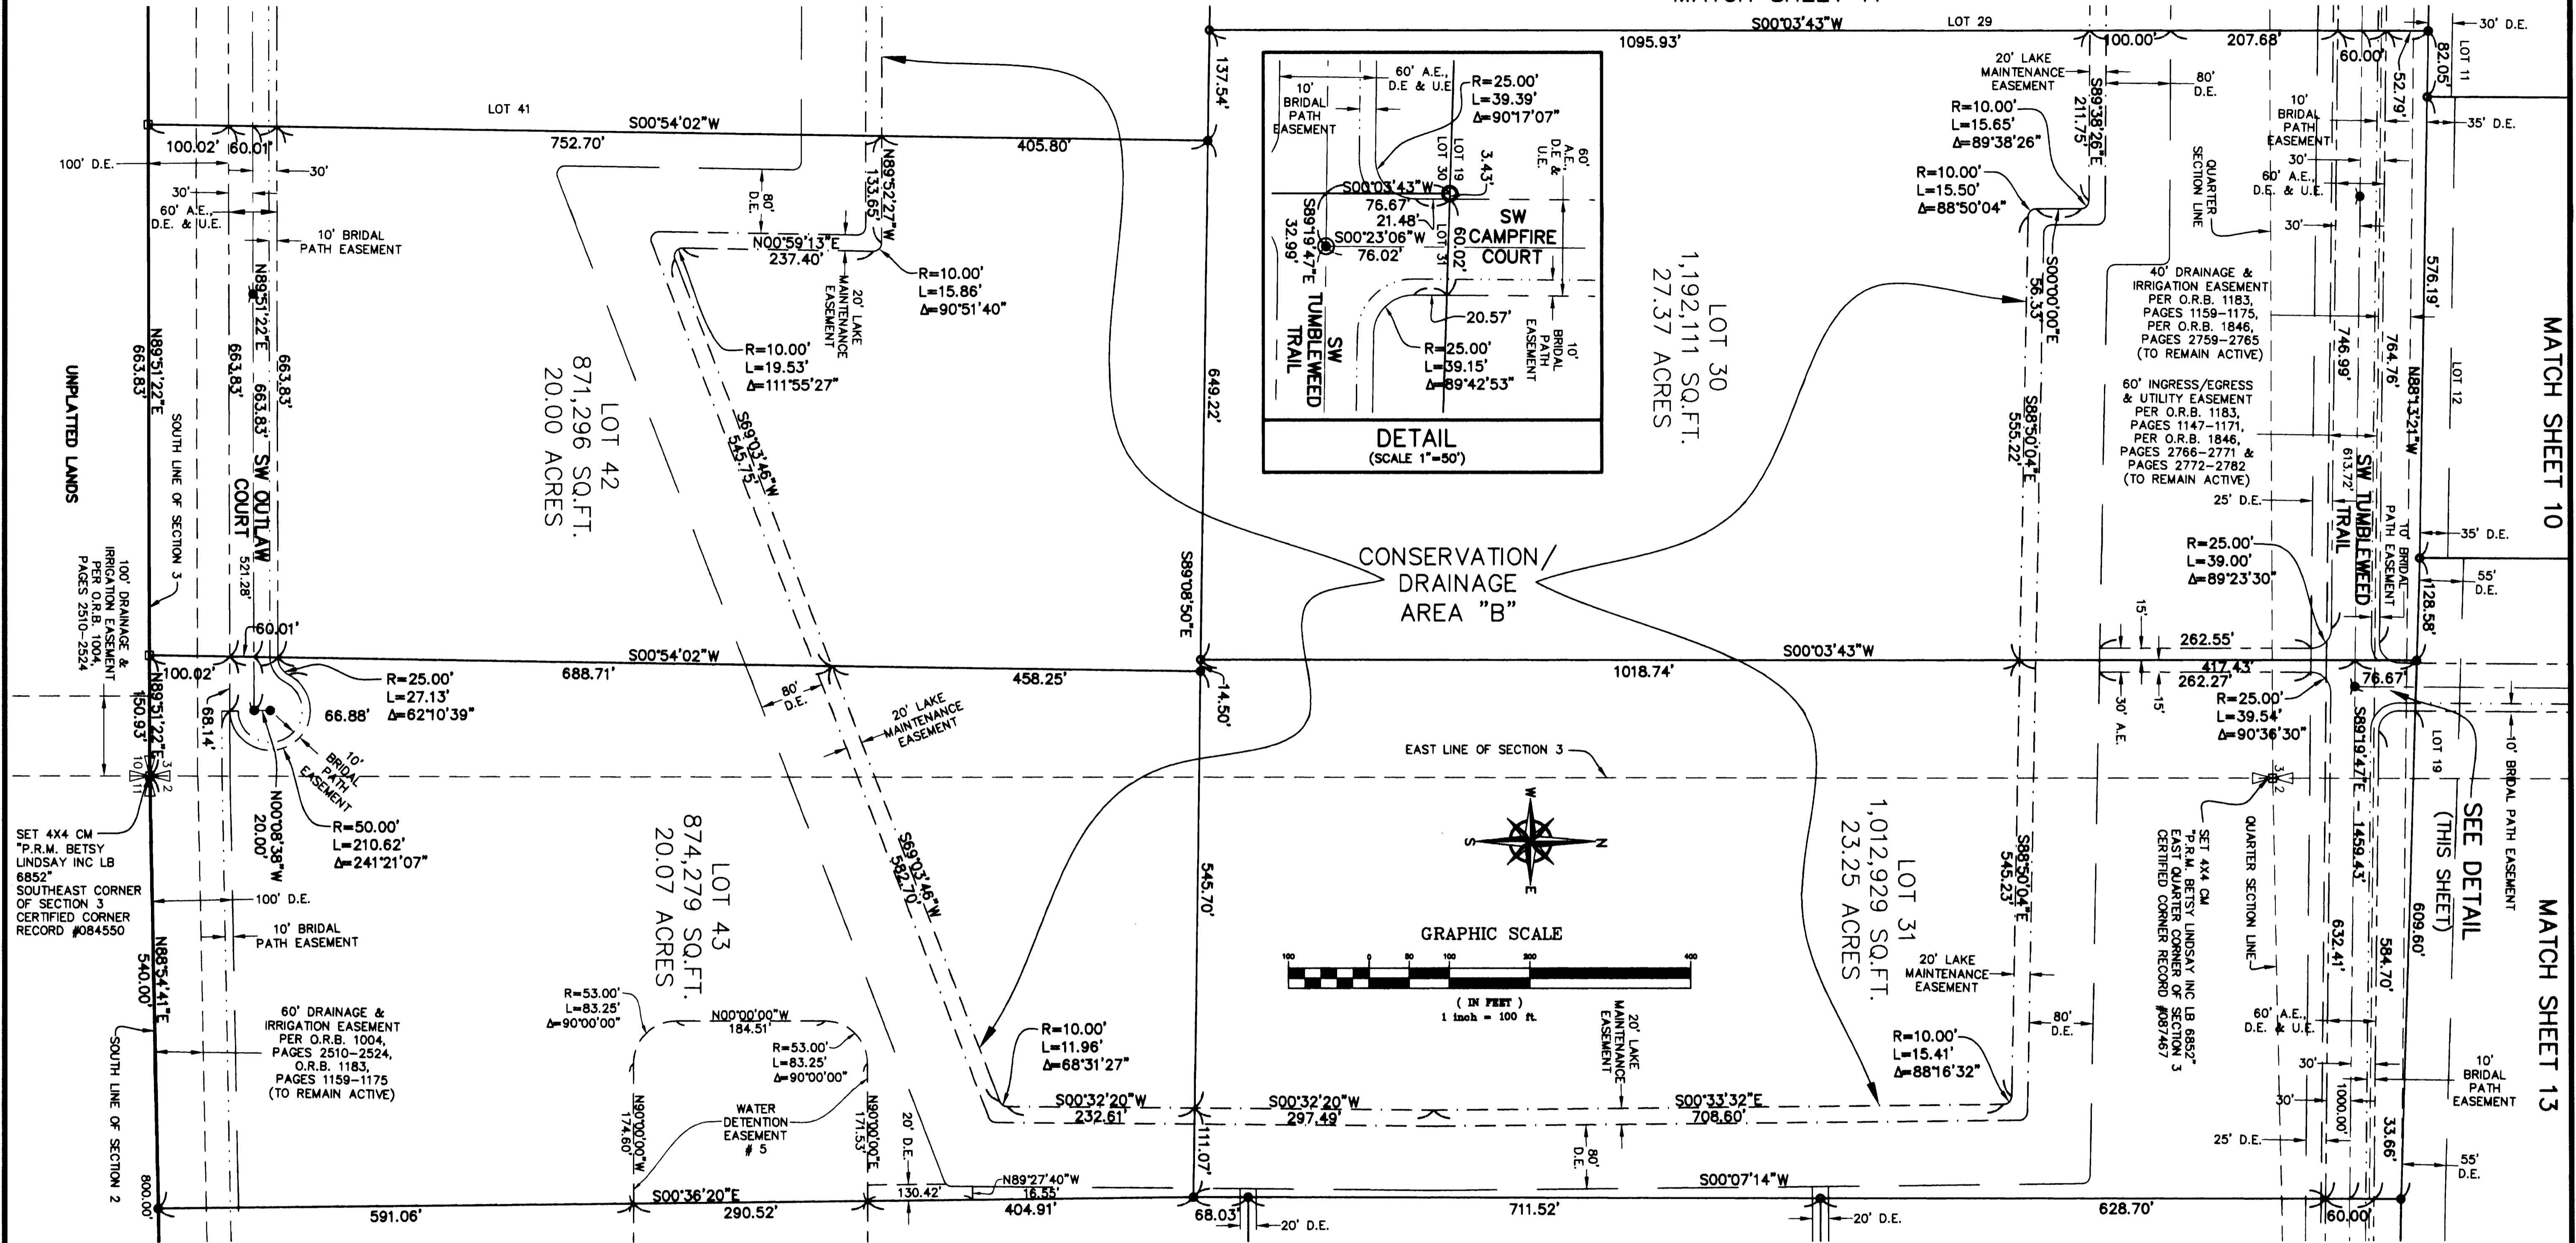 S00°03'43"W
1095.93'
LOT 29
100.00'
207.68'
60.00'
52.79'
82.05'
LOT 11
30' D.E.
35' D.E.
137.54'
LOT 41
S00°54'02"W
752.70'
405.80'
100.02'
60.01'
100' D.E.
30'
30'
60' A.E.,
D.E. & U.E.
10' BRIDAL
PATH EASEMENT
80'
D.E.
N89°52'27"W
133.65'
N00°59'13"E
237.40'
20' LAKE
MAINTENANCE
EASEMENT
R=10.00'
L=15.86'
Δ=90°51'40"
R=10.00'
L=19.53'
Δ=111°55'27"
N89°51'22"E
663.83'
SOUTH LINE OF SECTION 3
UNPLATTED LANDS
663.83'
N89°51'22"E 663.83'
SW OUTLAW
COURT
663.83'
521.28'
LOT 42
871,296 SQ.FT.
20.00 ACRES
S69°03'46"W
545.75'
649.22'
S89°08'50"E
60' A.E.,
D.E & U.E
10'
BRIDAL
PATH
EASEMENT
R=25.00'
L=39.39'
Δ=90°17'07"
LOT 30
LOT 19
3.43'
60'
A.E.,
D.E &
U.E.
S00°03'43"W
76.67'
21.48'
S00°23'06"W
76.02'
LOT 31
60.02'
SW
CAMPFIRE
COURT
S89°19'47"E
32.99'
SW
TUMBLEWEED
TRAIL
20.57'
R=25.00'
L=39.15'
Δ=89°42'53"
10'
BRIDAL
PATH
EASEMENT
DETAIL
(SCALE 1"=50')
LOT 30
1,192,111 SQ.FT.
27.37 ACRES
20' LAKE
MAINTENANCE
EASEMENT
S89°38'26"E
211.75'
80'
D.E.
R=10.00'
L=15.65'
Δ=89°38'26"
R=10.00'
L=15.50'
Δ=88°50'04"
S00°00'00"E
56.33'
S88°50'04"E
555.22'
QUARTER
SECTION LINE
10'
BRIDAL
PATH
EASEMENT
30'
60' A.E.,
D.E. & U.E.
30'
40' DRAINAGE &
IRRIGATION EASEMENT
PER O.R.B. 1183,
PAGES 1159-1175,
PER O.R.B. 1846,
PAGES 2759-2765
(TO REMAIN ACTIVE)
60' INGRESS/EGRESS
& UTILITY EASEMENT
PER O.R.B. 1183,
PAGES 1147-1171,
PER O.R.B. 1846,
PAGES 2766-2771 &
PAGES 2772-2782
(TO REMAIN ACTIVE)
25' D.E.
746.99'
613.72'
SW TUMBLEWEED
TRAIL
764.76'
N88°13'21"W
576.19'
LOT 12
MATCH SHEET 10
35' D.E.
55'
D.E.
128.58'
10' BRIDAL
PATH EASEMENT
R=25.00'
L=39.00'
Δ=89°23'30"
CONSERVATION/
DRAINAGE
AREA "B"
100' DRAINAGE &
IRRIGATION EASEMENT
PER O.R.B. 1004,
PAGES 2510-2524
60.01'
100.02'
S00°54'02"W
688.71'
458.25'
14.50'
S00°03'43"W
1018.74'
15'
262.55'
417.43'
262.27'
76.67'
15'
30' A.E.
R=25.00'
L=27.13'
Δ=62°10'39"
66.88'
68.14'
N89°51'22"E
150.93'
10'
BRIDAL
PATH
EASEMENT
N00°08'38"W
20.00'
R=50.00'
L=210.62'
Δ=241°21'07"
80'
D.E.
20' LAKE
MAINTENANCE
EASEMENT
EAST LINE OF SECTION 3
R=25.00'
L=39.54'
Δ=90°36'30"
S89°19'47"E - 1459.43'
LOT 19
10' BRIDAL PATH EASEMENT
SEE DETAIL
(THIS SHEET)
3
2
10
11
3
2
SET 4X4 CM
"P.R.M. BETSY
LINDSAY INC LB
6852"
SOUTHEAST CORNER
OF SECTION 3
CERTIFIED CORNER
RECORD #084550
100' D.E.
10' BRIDAL
PATH EASEMENT
N88°54'41"E
540.00'
SOUTH LINE OF SECTION 2
800.00'
60' DRAINAGE &
IRRIGATION EASEMENT
PER O.R.B. 1004,
PAGES 2510-2524,
O.R.B. 1183,
PAGES 1159-1175
(TO REMAIN ACTIVE)
LOT 43
874,279 SQ.FT.
20.07 ACRES
S69°03'46"W
582.70'
545.70'
W
S
N
E
GRAPHIC SCALE
100
0
50
100
200
400
( IN FEET )
1 inch = 100 ft.
20' LAKE
MAINTENANCE
EASEMENT
LOT 31
1,012,929 SQ.FT.
23.25 ACRES
S88°50'04"E
545.23'
20' LAKE
MAINTENANCE
EASEMENT
80'
D.E.
SET 4X4 CM
"P.R.M. BETSY LINDSAY INC LB 6852"
EAST QUARTER CORNER OF SECTION 3
CERTIFIED CORNER RECORD #087467
QUARTER SECTION LINE
632.41'
584.70'
609.60'
MATCH SHEET 13
60' A.E.,
D.E. & U.E.
30'
30'
1000.00'
33.66'
25' D.E.
10'
BRIDAL
PATH
EASEMENT
55'
D.E.
R=53.00'
L=83.25'
Δ=90°00'00"
N00°00'00"W
184.51'
R=53.00'
L=83.25'
Δ=90°00'00"
N90°00'00"W
174.60'
WATER
DETENTION
EASEMENT
# 5
N90°00'00"E
171.53'
20' D.E.
R=10.00'
L=11.96'
Δ=68°31'27"
S00°32'20"W
232.61'
S00°32'20"W
297.49'
S00°33'32"E
708.60'
R=10.00'
L=15.41'
Δ=88°16'32"
111.07'
80'
D.E.
S00°36'20"E
591.06'
290.52'
130.42'
N89°27'40"W
16.55'
404.91'
68.03'
20' D.E.
S00°07'14"W
711.52'
20' D.E.
628.70'
60.00'